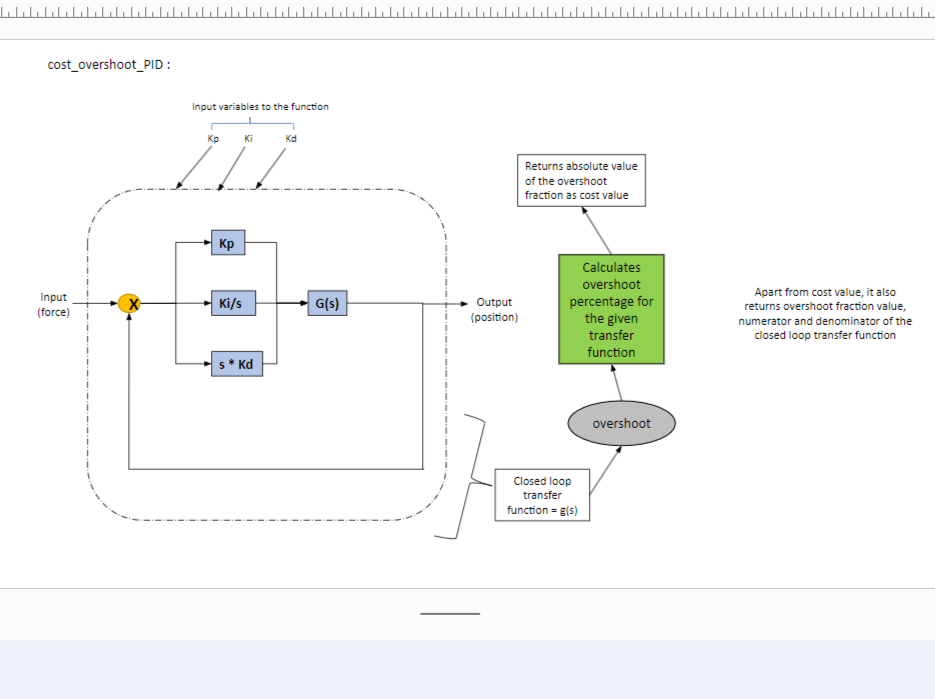 cost_overshoot_PID :
Input variables to the function
Kp Ki Kd
Returns absolute value
of the overshoot
fraction as cost value
Kp
Input
(force)
X
Ki/s
G(s)
Output
(position)
s * Kd
Calculates
overshoot
percentage for
the given
transfer
function
Apart from cost value, it also
returns overshoot fraction value,
numerator and denominator of the
closed loop transfer function
overshoot
Closed loop
transfer
function = g(s)